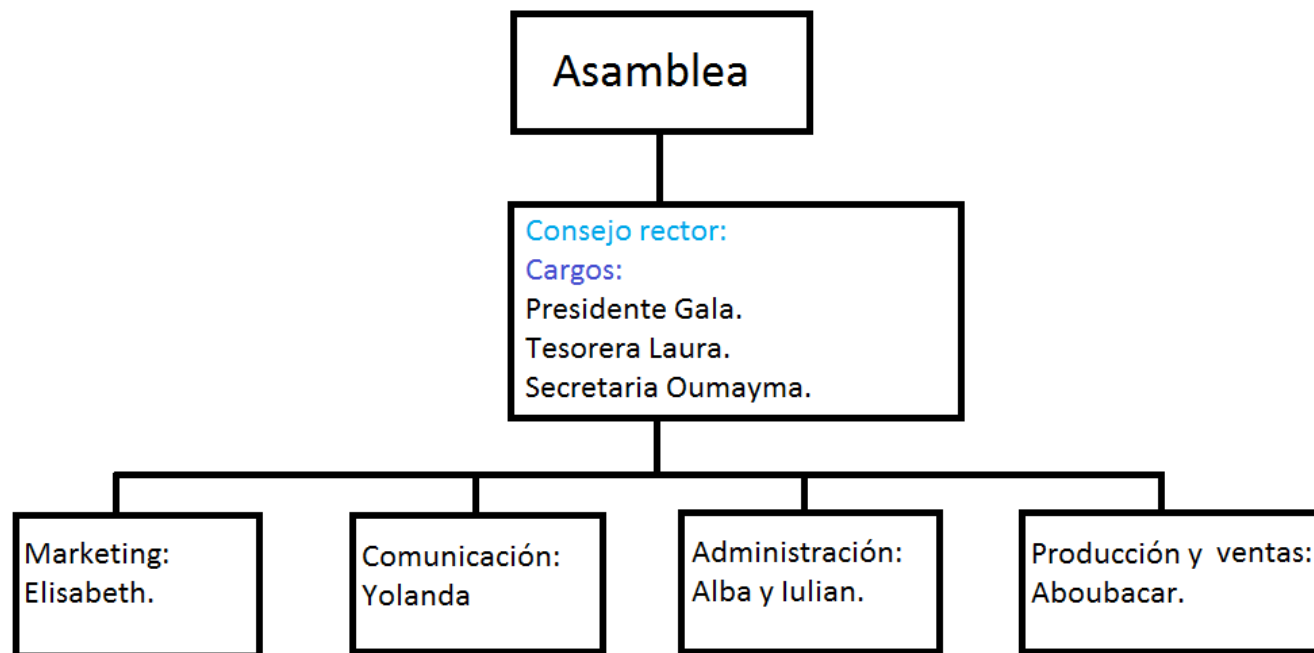 Asamblea
Consejo rector:
Cargos:
Presidente Gala.
Tesorera Laura.
Secretaria Oumayma.
Marketing:
Elisabeth.
Comunicación:
Yolanda
Administración:
Alba y Iulian.
Producción y  ventas:
Aboubacar.